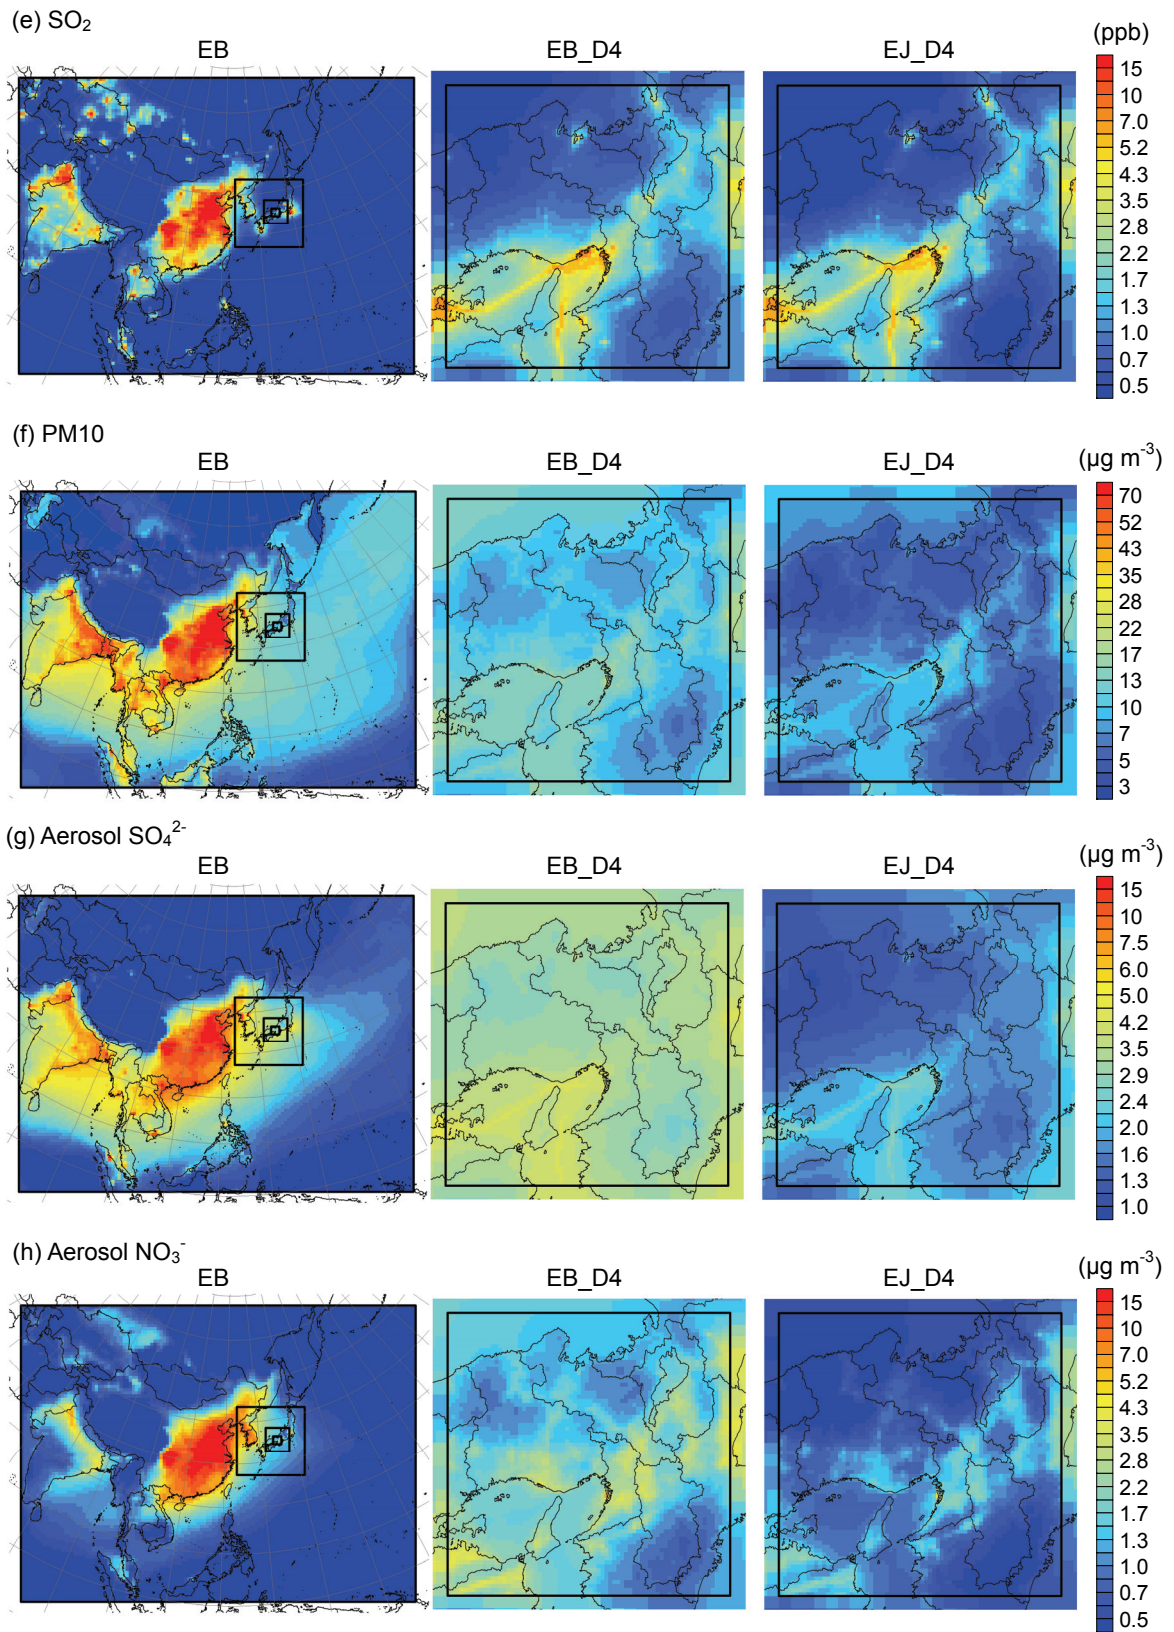 (e) SO₂
EB
EB_D4
EJ_D4
(ppb)
15
10
7.0
5.2
4.3
3.5
2.8
2.2
1.7
1.3
1.0
0.7
0.5
(f) PM10
EB
EB_D4
EJ_D4
(µg m⁻³)
70
52
43
35
28
22
17
13
10
7
5
3
(g) Aerosol SO₄²⁻
EB
EB_D4
EJ_D4
(µg m⁻³)
15
10
7.5
6.0
5.0
4.2
3.5
2.9
2.4
2.0
1.6
1.3
1.0
(h) Aerosol NO₃⁻
EB
EB_D4
EJ_D4
(µg m⁻³)
15
10
7.0
5.2
4.3
3.5
2.8
2.2
1.7
1.3
1.0
0.7
0.5